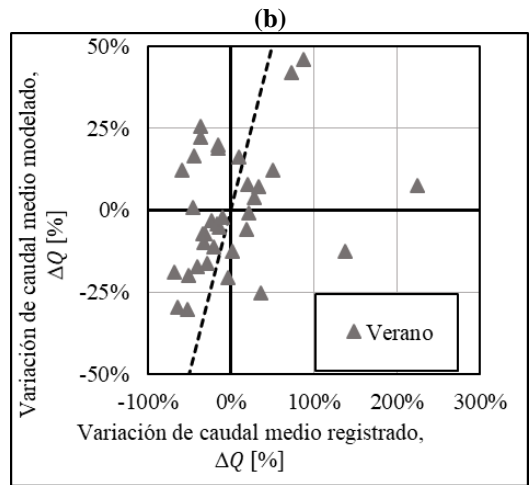 (b)
Variación de caudal medio modelado,
ΔQ [%]
50%
25%
0%
-25%
-50%
-100%
0%
100%
200%
300%
Verano
Variación de caudal medio registrado,
ΔQ [%]